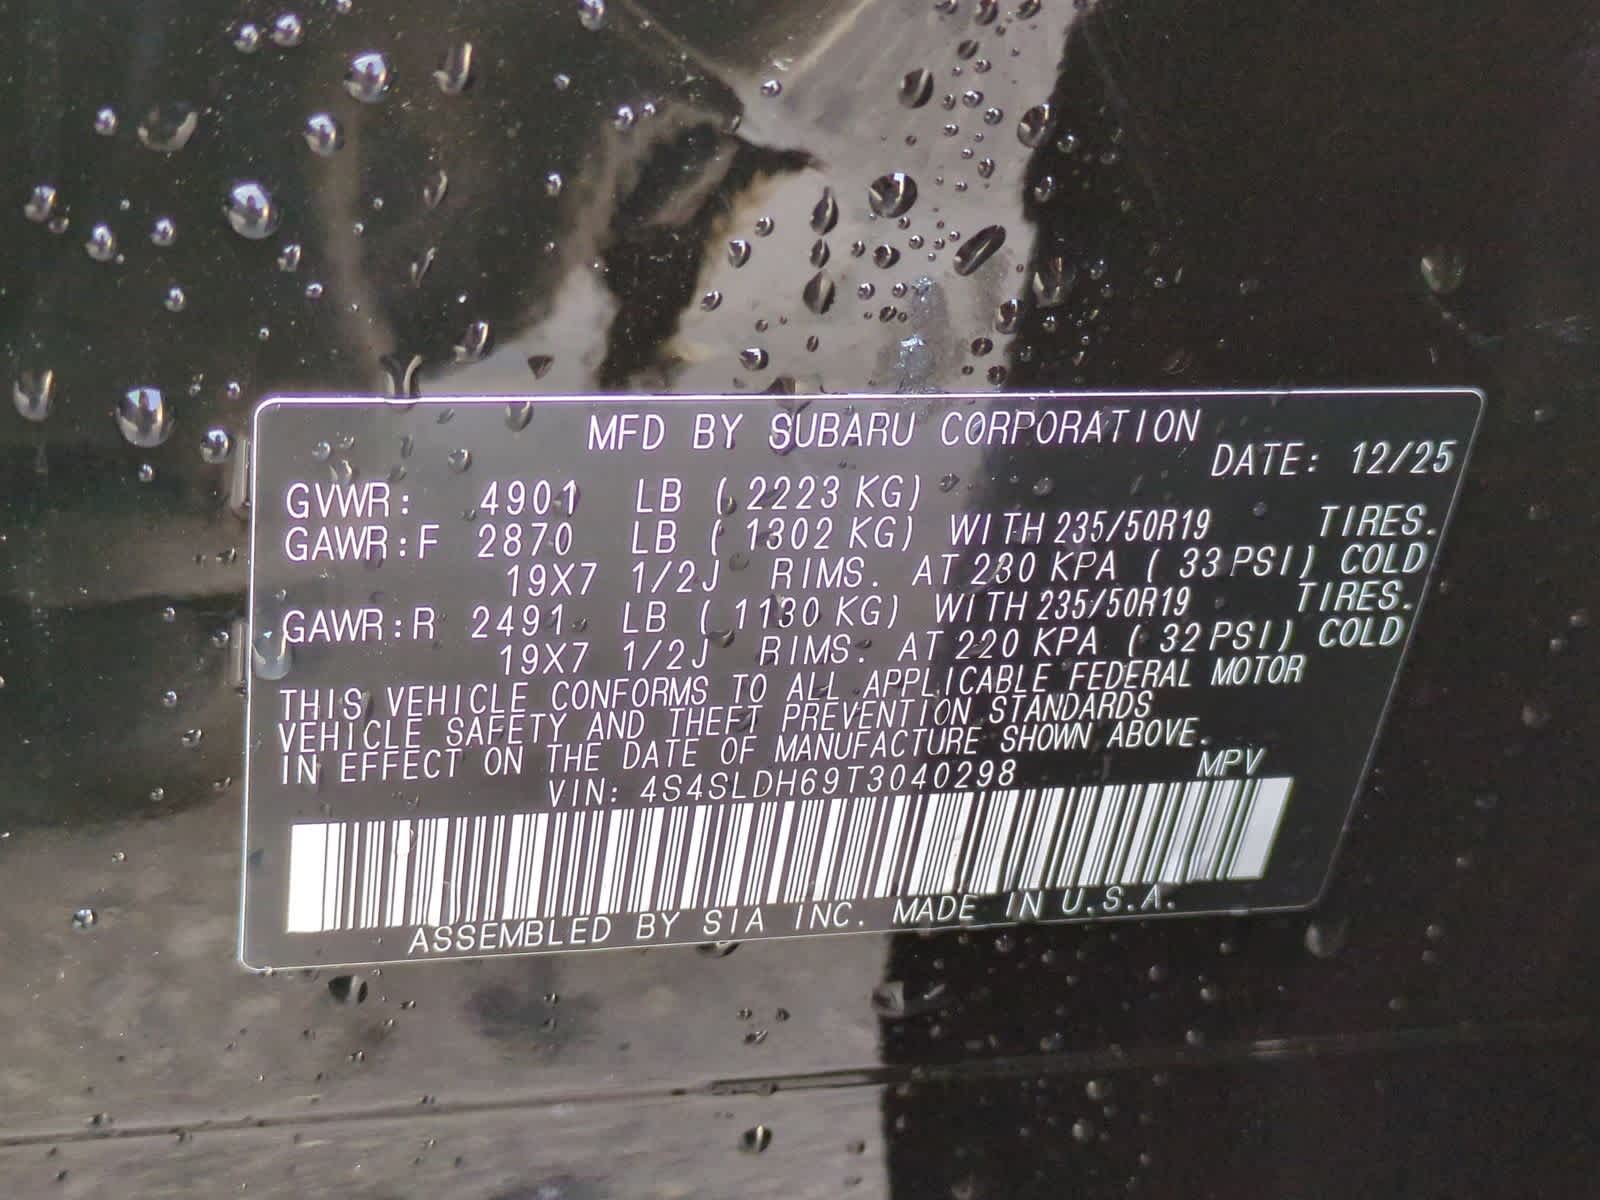 MFD BY SUBARU CORPORATION
DATE: 12/25
GVWR: 4901 LB ( 2223 KG)
GAWR:F 2870 LB ( 1302 KG) WITH 235/50R19 TIRES.
19X7 1/2J RIMS. AT 230 KPA ( 33 PSI) COLD
GAWR:R 2491 LB ( 1130 KG) WITH 235/50R19 TIRES.
19X7 1/2J RIMS. AT 220 KPA ( 32 PSI) COLD
THIS VEHICLE CONFORMS TO ALL APPLICABLE FEDERAL MOTOR
VEHICLE SAFETY AND THEFT PREVENTION STANDARDS
IN EFFECT ON THE DATE OF MANUFACTURE SHOWN ABOVE.
VIN: 4S4SLDH69T3040298 MPV
ASSEMBLED BY SIA INC. MADE IN U.S.A.